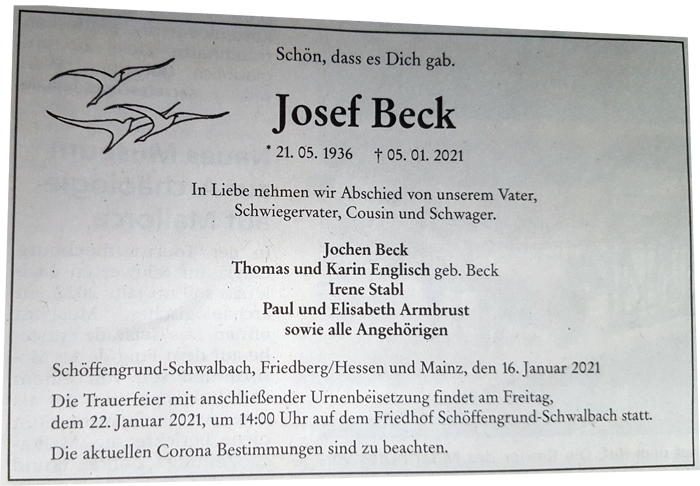 Schön, dass es Dich gab.
Josef Beck
* 21. 05. 1936 † 05. 01. 2021
In Liebe nehmen wir Abschied von unserem Vater,
Schwiegervater, Cousin und Schwager.
Jochen Beck
Thomas und Karin Englisch geb. Beck
Irene Stabl
Paul und Elisabeth Armbrust
sowie alle Angehörigen
Schöffengrund-Schwalbach, Friedberg/Hessen und Mainz, den 16. Januar 2021
Die Trauerfeier mit anschließender Urnenbeisetzung findet am Freitag,
dem 22. Januar 2021, um 14:00 Uhr auf dem Friedhof Schöffengrund-Schwalbach statt.
Die aktuellen Corona Bestimmungen sind zu beachten.